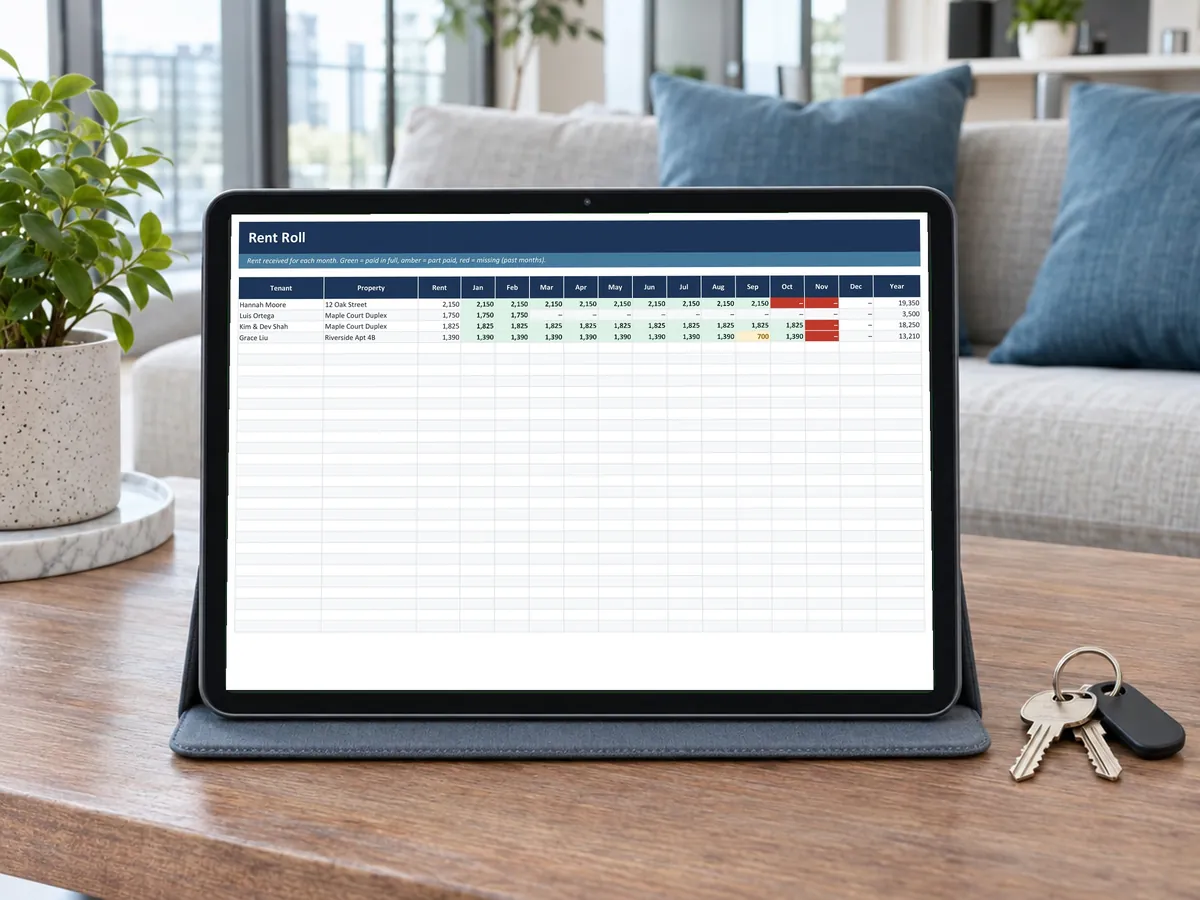 Rent Roll
Rent received for each month. Green = paid in full, amber = part paid, red = missing (past months).
Tenant Property Rent Jan Feb Mar Apr May Jun Jul Aug Sep Oct Nov Dec Year
Hannah Moore 12 Oak Street 2,150 2,150 2,150 2,150 2,150 2,150 2,150 2,150 2,150 2,150 – – – 19,350
Luis Ortega Maple Court Duplex 1,750 1,750 1,750 – – – – – – – – – – 3,500
Kim & Dev Shah Maple Court Duplex 1,825 1,825 1,825 1,825 1,825 1,825 1,825 1,825 1,825 1,825 1,825 – – 18,250
Grace Liu Riverside Apt 4B 1,390 1,390 1,390 1,390 1,390 1,390 1,390 1,390 1,390 700 1,390 – – 13,210